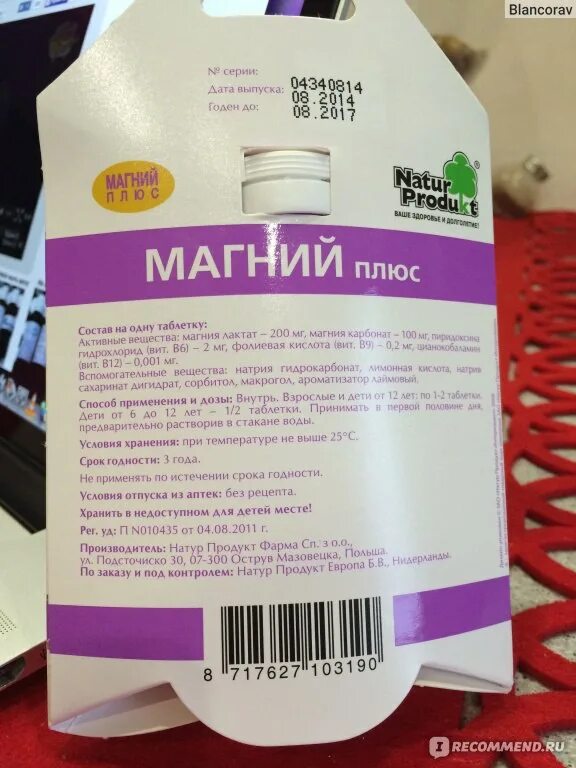 Blancorav
№ серии:
04340814
Дата выпуска:
08.2014
Годен до:
08.2017
МАГНИЙ
ПЛЮС
Natur
Produkt
®
ВАШЕ ЗДОРОВЬЕ И ДОЛГОЛЕТИЕ!
МАГНИЙ плюс
Состав на одну таблетку:
Активные вещества: магния лактат – 200 мг, магния карбонат – 100 мг, пиридоксина
гидрохлорид (вит. В6) – 2 мг, фолиевая кислота (вит. В9) – 0,2 мг, цианокобаламин
(вит. В12) – 0,001 мг.
Вспомогательные вещества: натрия гидрокарбонат, лимонная кислота, натрия
сахаринат дигидрат, сорбитол, макрогол, ароматизатор лаймовый.
Способ применения и дозы: Внутрь. Взрослые и дети от 12 лет: по 1-2 таблетки.
Дети от 6 до 12 лет – 1/2 таблетки. Принимать в первой половине дня,
предварительно растворив в стакане воды.
Условия хранения: при температуре не выше 25°С.
Срок годности: 3 года.
Не применять по истечении срока годности.
Условия отпуска из аптек: без рецепта.
Хранить в недоступном для детей месте!
Рег. уд: П N010435 от 04.08.2011 г.
Производитель: Натур Продукт Фарма Сп. з о.о.,
ул. Подсточиско 30, 07-300 Острув Мазовецка, Польша.
По заказу и под контролем: Натур Продукт Европа Б.В., Нидерланды.
8 717627 103190
IRECOMMEND.RU